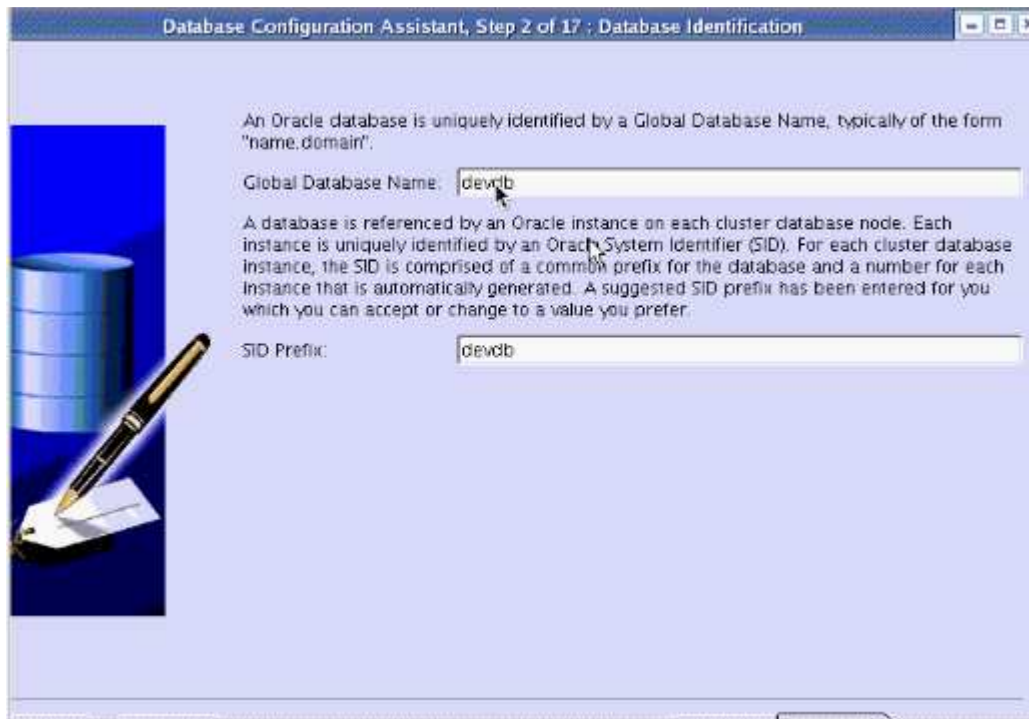 Database Configuration Assistant, Step 2 of 17 : Database Identification
An Oracle database is uniquely identified by a Global Database Name, typically of the form
"name.domain".
Global Database Name: devdb
A database is referenced by an Oracle instance on each cluster database node. Each
instance is uniquely identified by an Oracle System Identifier (SID). For each cluster database
instance, the SID is comprised of a common prefix for the database and a number for each
instance that is automatically generated. A suggested SID prefix has been entered for you
which you can accept or change to a value you prefer.
SID Prefix: devdb